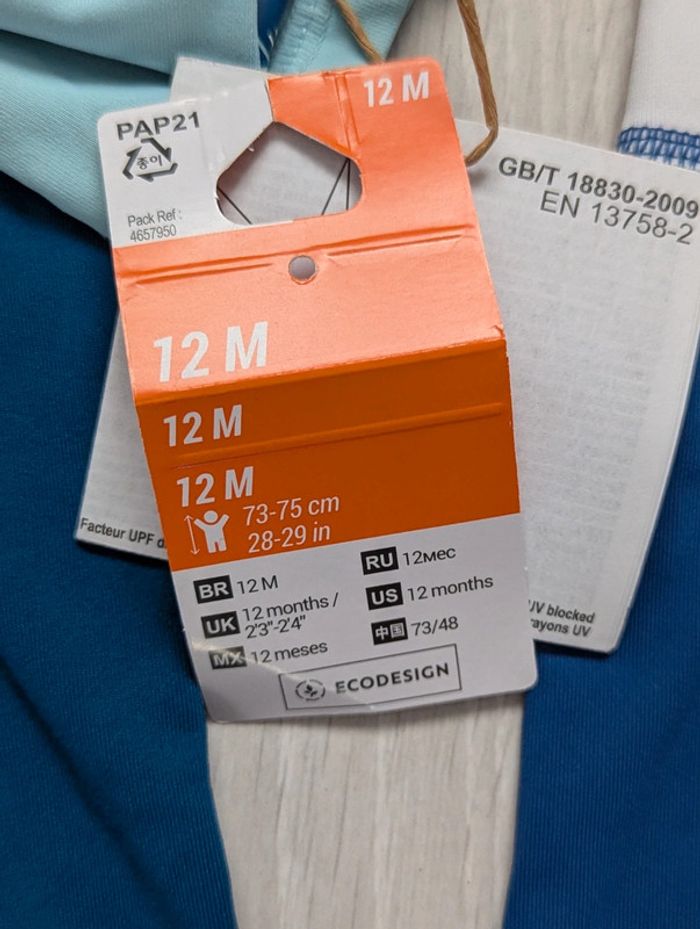 12 M
PAP21
종이
Pack Ref :
4657950
GB/T 18830-2009
EN 13758-2
12 M
12 M
12 M
73-75 cm
28-29 in
BR 12 M
UK 12 months /
2'3"-2'4"
MX 12 meses
RU 12мес
US 12 months
中国 73/48
ECODESIGN
Facteur UPF
UV blocked
rayons UV